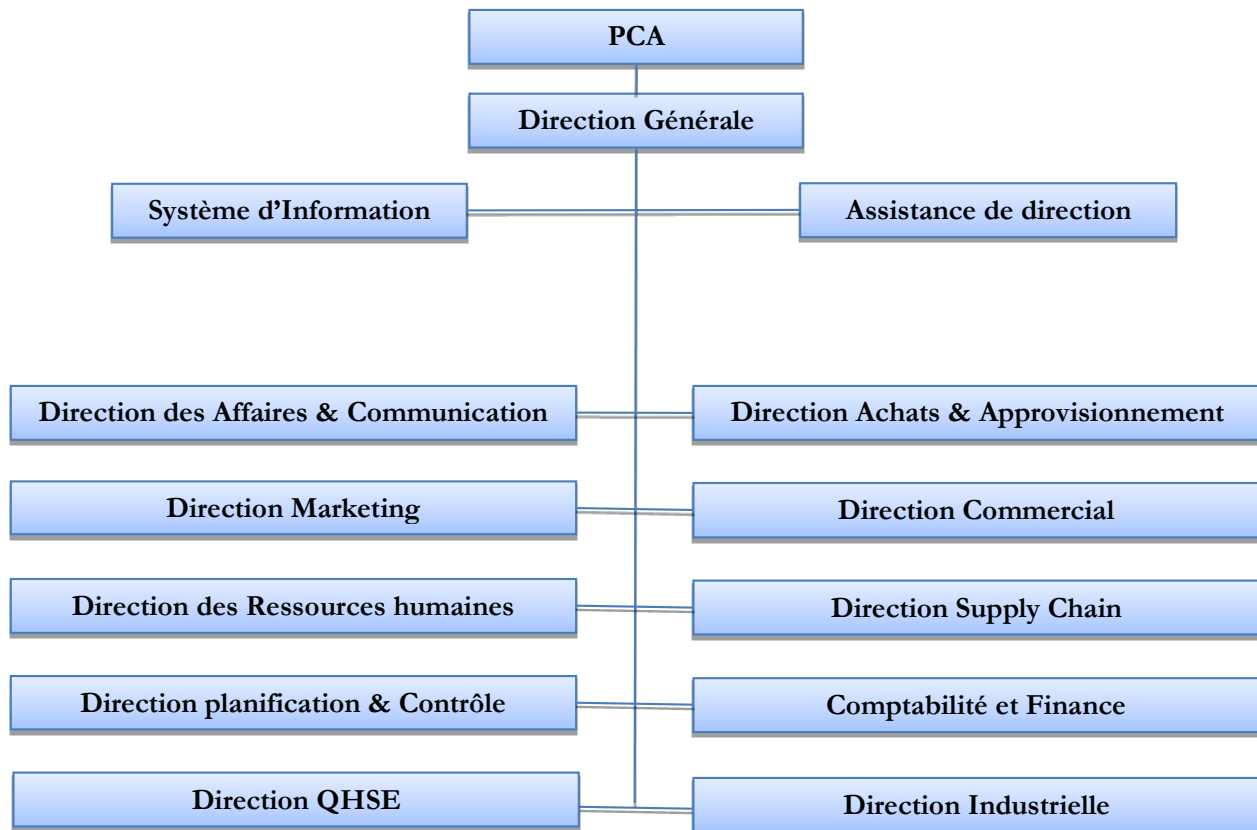 PCA
Direction Générale
Système d’Information
Assistance de direction
Direction des Affaires & Communication
Direction Achats & Approvisionnement
Direction Marketing
Direction Commercial
Direction des Ressources humaines
Direction Supply Chain
Direction planification & Contrôle
Comptabilité et Finance
Direction QHSE
Direction Industrielle